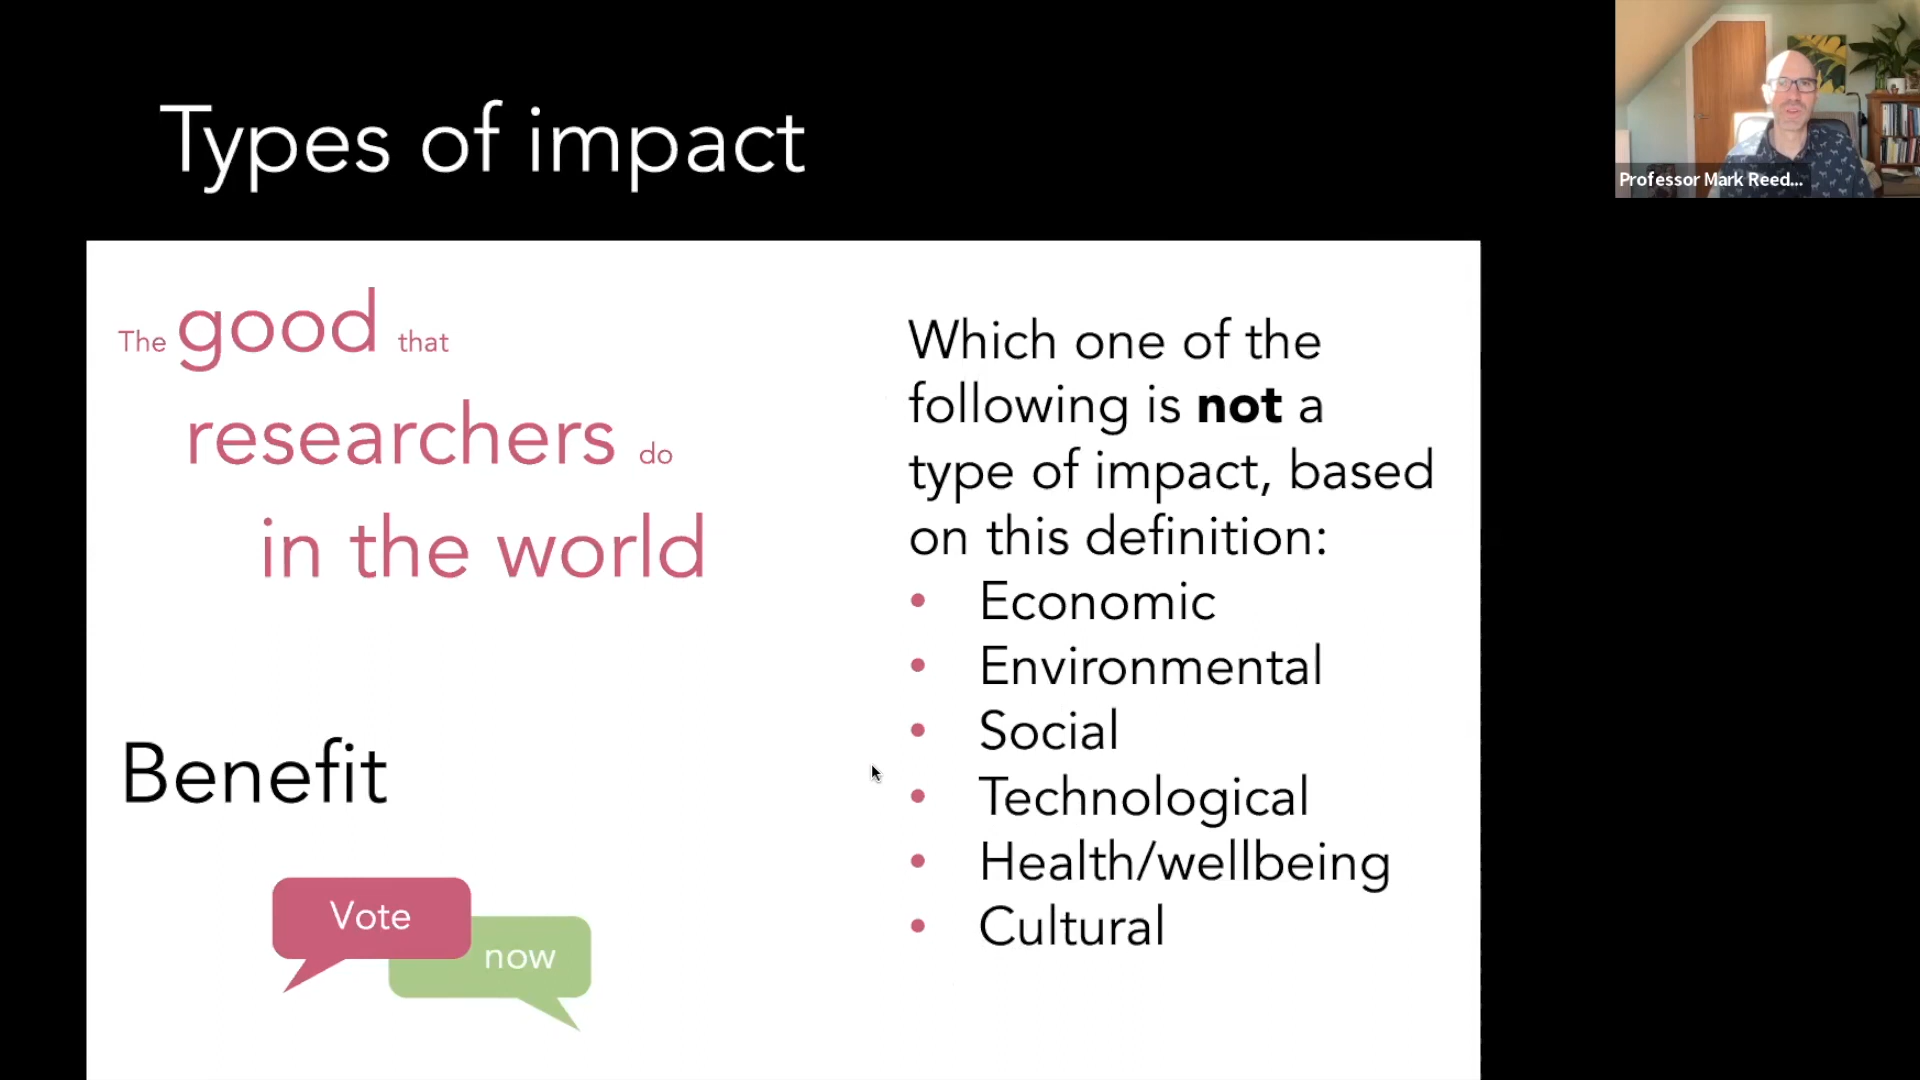 Types of impact
Professor Mark Reed...
The good that
researchers do
in the world
Benefit
Vote
now
Which one of the
following is not a
type of impact, based
on this definition:
• Economic
• Environmental
• Social
• Technological
• Health/wellbeing
• Cultural